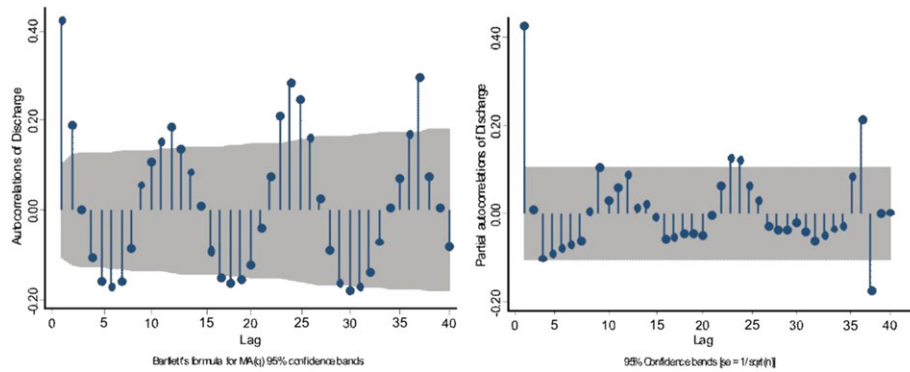 Autocorrelations of Discharge
0.40
0.20
0.00
-0.20
0 5 10 15 20 25 30 35 40
Lag
Bartlett's formula for MA(q) 95% confidence bands
Partial autocorrelations of Discharge
0.40
0.20
0.00
-0.20
0 5 10 15 20 25 30 35 40
Lag
95% Confidence bands [se = 1/sqrt(n)]